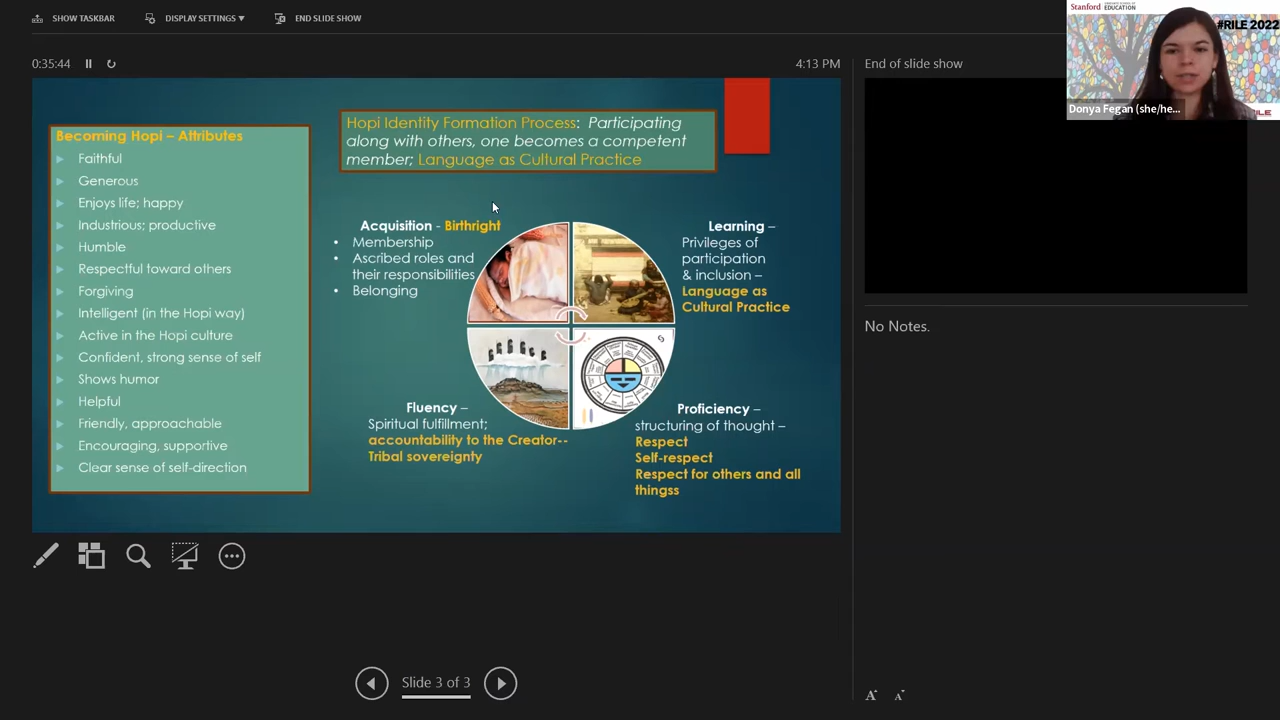 SHOW TASKBAR
DISPLAY SETTINGS ▼
END SLIDE SHOW
Stanford
EDUCATION
#RILE 2022
Donya Fegan (she/he...
0:35:44
4:13 PM
End of slide show
Becoming Hopi – Attributes
Faithful
Generous
Enjoys life; happy
Industrious; productive
Humble
Respectful toward others
Forgiving
Intelligent (in the Hopi way)
Active in the Hopi culture
Confident, strong sense of self
Shows humor
Helpful
Friendly, approachable
Encouraging, supportive
Clear sense of self-direction
Hopi Identity Formation Process: Participating
along with others, one becomes a competent
member; Language as Cultural Practice
Acquisition - Birthright
• Membership
• Ascribed roles and
their responsibilities
• Belonging
Learning –
Privileges of
participation
& inclusion –
Language as
Cultural Practice
Fluency –
Spiritual fulfillment;
accountability to the Creator--
Tribal sovereignty
Proficiency –
structuring of thought –
Respect
Self-respect
Respect for others and all
thingss
No Notes.
Slide 3 of 3
A A